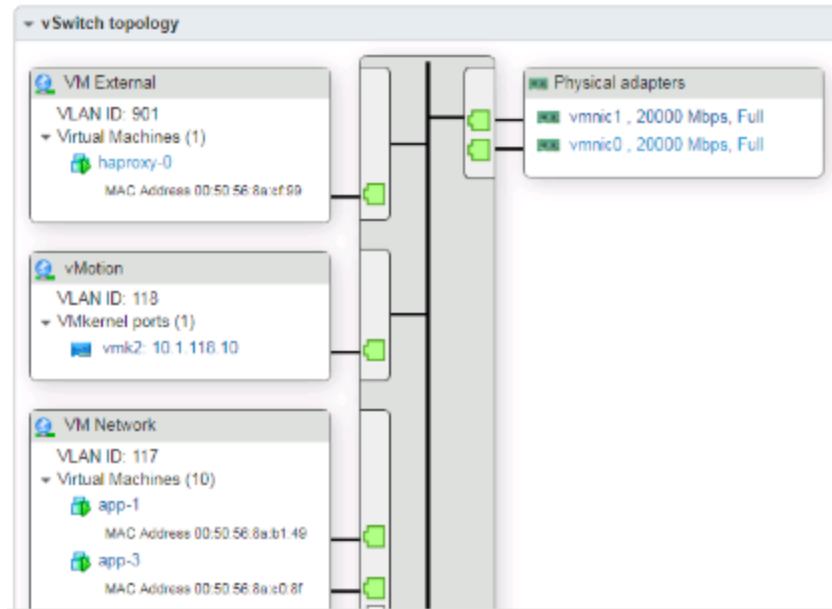 vSwitch topology
VM External
VLAN ID: 901
Virtual Machines (1)
haproxy-0
MAC Address 00:50:56:8a:cf:99
vMotion
VLAN ID: 118
VMkernel ports (1)
vmk2: 10.1.118.10
VM Network
VLAN ID: 117
Virtual Machines (10)
app-1
MAC Address 00:50:56:8a:b1:49
app-3
MAC Address 00:50:56:8a:c0:8f
Physical adapters
vmnic1 , 20000 Mbps, Full
vmnic0 , 20000 Mbps, Full